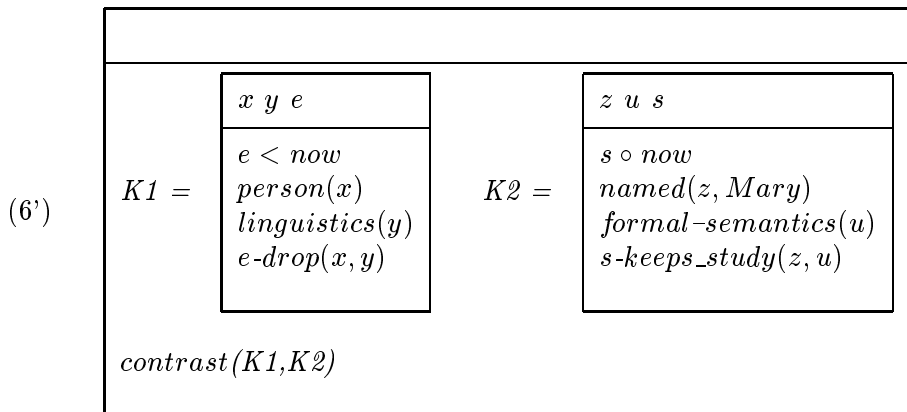 x y e
z u s
e < now
person(x)
linguistics(y)
e-drop(x, y)
s ∘ now
named(z, Mary)
formal-semantics(u)
s-keeps_study(z, u)
K1 =
K2 =
(6’)
contrast(K1,K2)